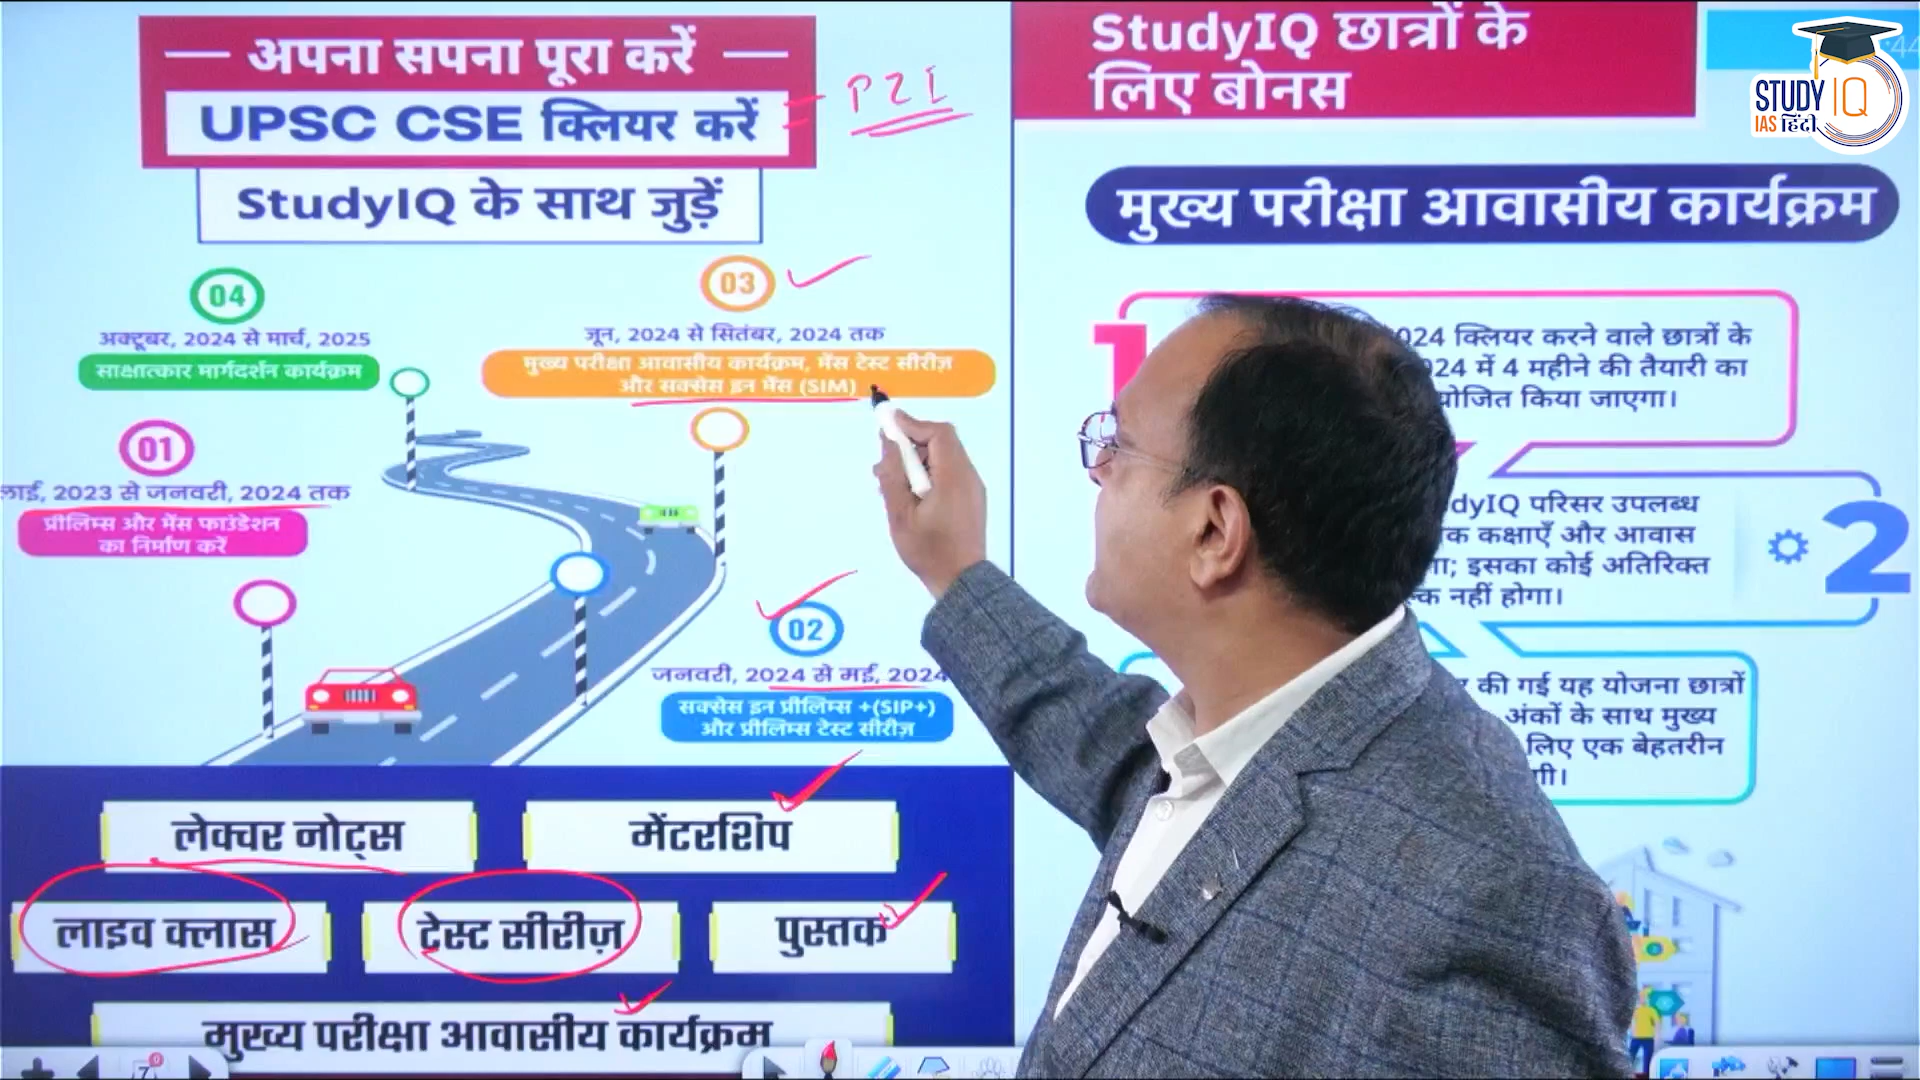 अपना सपना पूरा करें
UPSC CSE क्लियर करें
P2I
StudyIQ के साथ जुड़ें
04
अक्टूबर, 2024 से मार्च, 2025
साक्षात्कार मार्गदर्शन कार्यक्रम
03
जून, 2024 से सितंबर, 2024 तक
मुख्य परीक्षा आवासीय कार्यक्रम, मेंस टेस्ट सीरीज़
और सक्सेस इन मेंस (SIM)
01
2023 से जनवरी, 2024 तक
प्रीलिम्स और मेंस फाउंडेशन
का निर्माण करें
02
जनवरी, 2024 से मई, 2024
सक्सेस इन प्रीलिम्स +(SIP+)
और प्रीलिम्स टेस्ट सीरीज़
लेक्चर नोट्स
मेंटरशिप
लाइव क्लास
टेस्ट सीरीज़
पुस्तक
मुख्य परीक्षा आवासीय कार्यक्रम
StudyIQ छात्रों के
लिए बोनस
STUDY IQ
IAS हिंदी
मुख्य परीक्षा आवासीय कार्यक्रम
1
क्लियर करने वाले छात्रों के
में 4 महीने की तैयारी का
किया जाएगा।
2
परिसर उपलब्ध
कक्षाएँ और आवास
इसका कोई अतिरिक्त
नहीं होगा।
की गई यह योजना छात्रों
अंकों के साथ मुख्य
लिए एक बेहतरीन